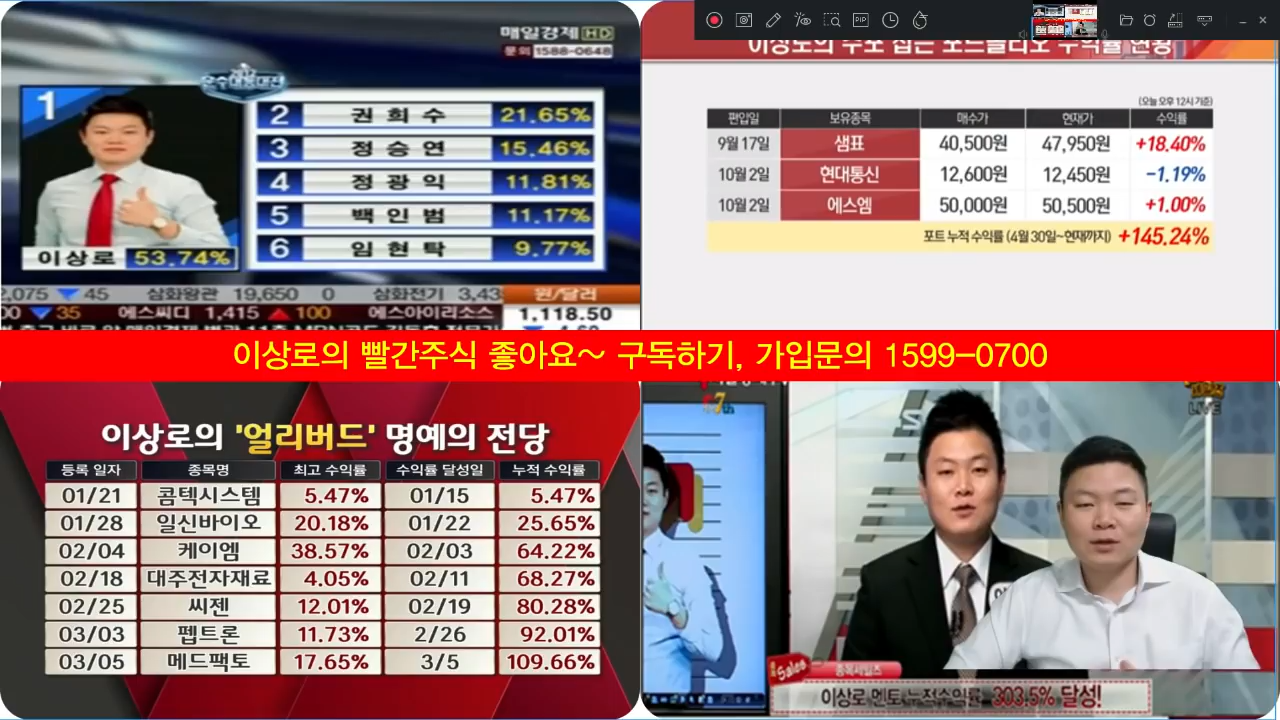 매일경제 HD
문의 1588-0648
우수대동대전
1
이상로 53.74%
2 권희수 21.65%
3 정승연 15.46%
4 정광익 11.81%
5 백인범 11.17%
6 임현탁 9.77%
2,075 ▼ 45 삼화왕관 19,650 0 삼화전기 3,43
00 ▼ 35 에스씨디 1,415 ▲ 100 에스아이리소스
원/달러
1,118.50
PIP
(오늘 오후 12시 기준)
편입일 보유종목 매수가 현재가 수익률
9월 17일 샘표 40,500원 47,950원 +18.40%
10월 2일 현대통신 12,600원 12,450원 -1.19%
10월 2일 에스엠 50,000원 50,500원 +1.00%
포트 누적 수익률 (4월 30일~현재까지) +145.24%
이상로의 빨간주식 좋아요~ 구독하기, 가입문의 1599-0700
이상로의 '얼리버드' 명예의 전당
등록 일자 종목명 최고 수익률 수익률 달성일 누적 수익률
01/21 콤텍시스템 5.47% 01/15 5.47%
01/28 일신바이오 20.18% 01/22 25.65%
02/04 케이엠 38.57% 02/03 64.22%
02/18 대주전자재료 4.05% 02/11 68.27%
02/25 씨젠 12.01% 02/19 80.28%
03/03 펩트론 11.73% 2/26 92.01%
03/05 메드팩토 17.65% 3/5 109.66%
7th
LIVE
Sales
종목세일즈
이상로 멘토 누적수익률 303.5% 달성!